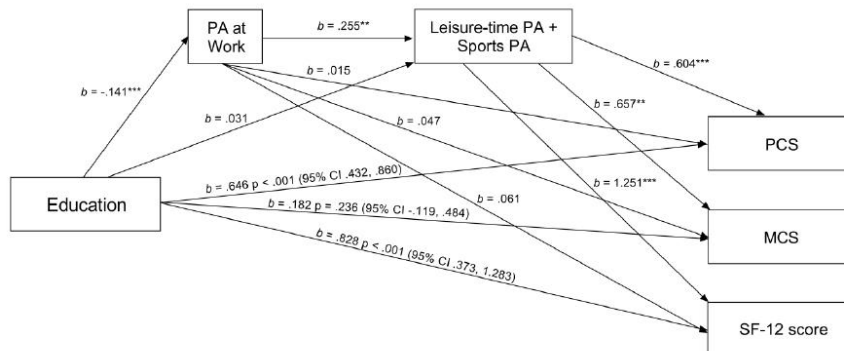 PA at
Work
b = .255**
Leisure-time PA +
Sports PA
b = -.141***
b = .015
b = .604***
b = .031
b = .047
b = .657**
PCS
Education
b = .646 p < .001 (95% CI .432, .860)
b = .061
b = 1.251***
b = .182 p = .236 (95% CI -.119, .484)
MCS
b = .828 p < .001 (95% CI .373, 1.283)
SF-12 score